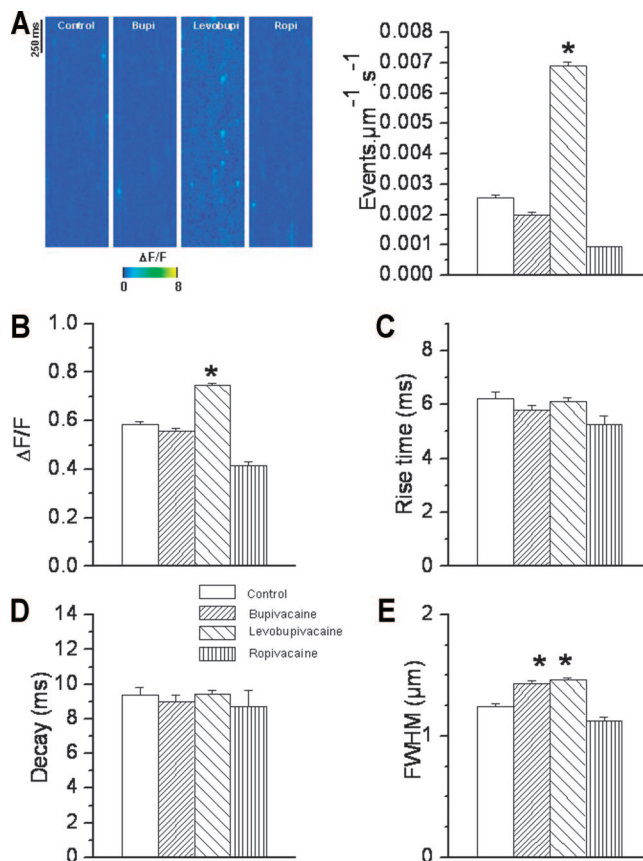 A
250 ms
Control
Bupi
Levobupi
Ropi
ΔF/F
0
8
Events.µm⁻¹.s⁻¹
0.008
0.007
0.006
0.005
0.004
0.003
0.002
0.001
0.000
*
B
ΔF/F
1.0
0.8
0.6
0.4
0.2
0.0
*
C
Rise time (ms)
8
6
4
2
0
D
Decay (ms)
14
12
10
8
6
4
2
0
Control
Bupivacaine
Levobupivacaine
Ropivacaine
E
FWHM (µm)
2
1
0
* *